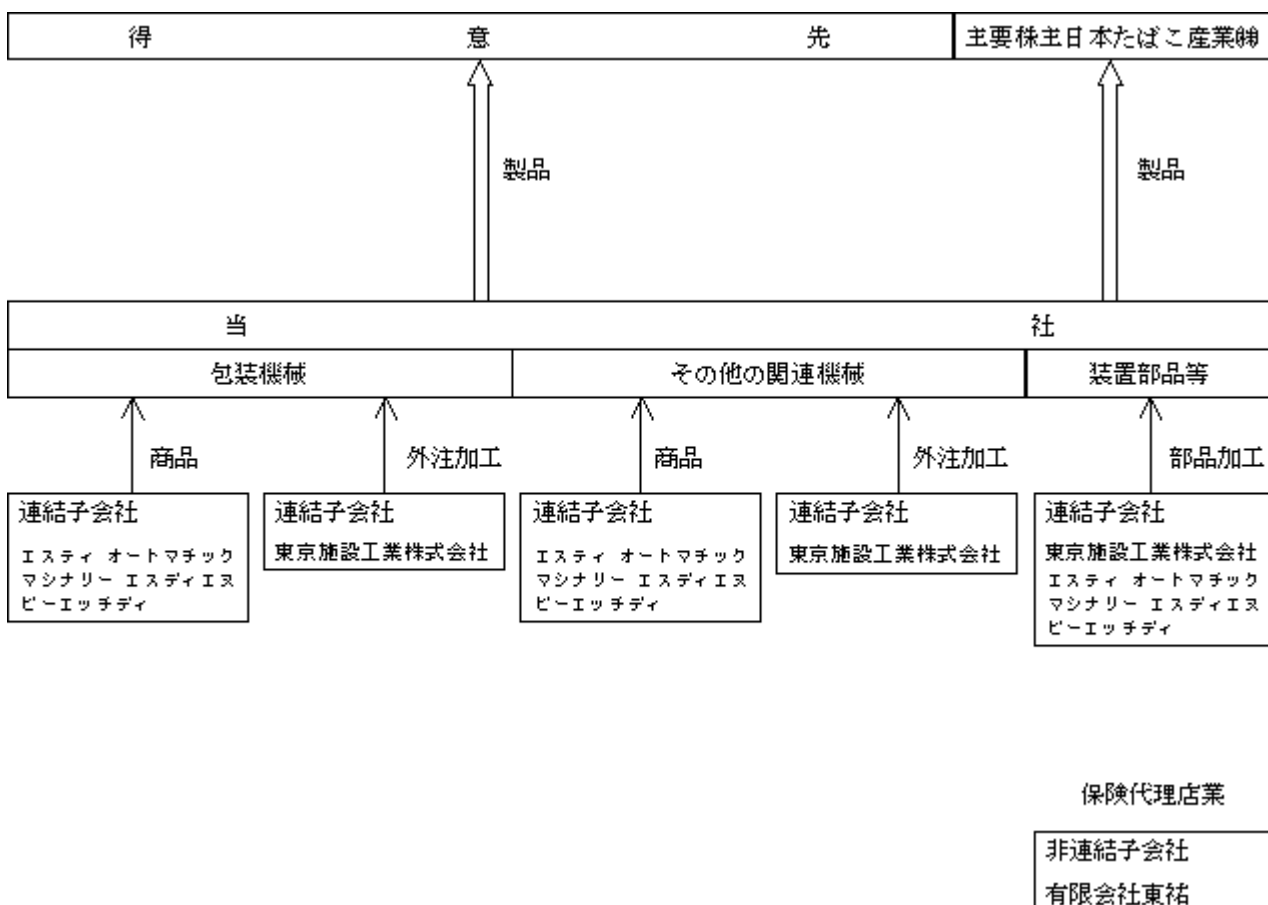 得意先 主要株主日本たばこ産業㈱
製品 製品
当社
包装機械 その他の関連機械 装置部品等
商品 外注加工 商品 外注加工 部品加工
連結子会社
エスティ オートマチック
マシナリー エスディエヌ
ビーエッチディ
連結子会社
東京施設工業株式会社
連結子会社
エスティ オートマチック
マシナリー エスディエヌ
ビーエッチディ
連結子会社
東京施設工業株式会社
連結子会社
東京施設工業株式会社
エスティ オートマチック
マシナリー エスディエヌ
ビーエッチディ
保険代理店業
非連結子会社
有限会社東祐